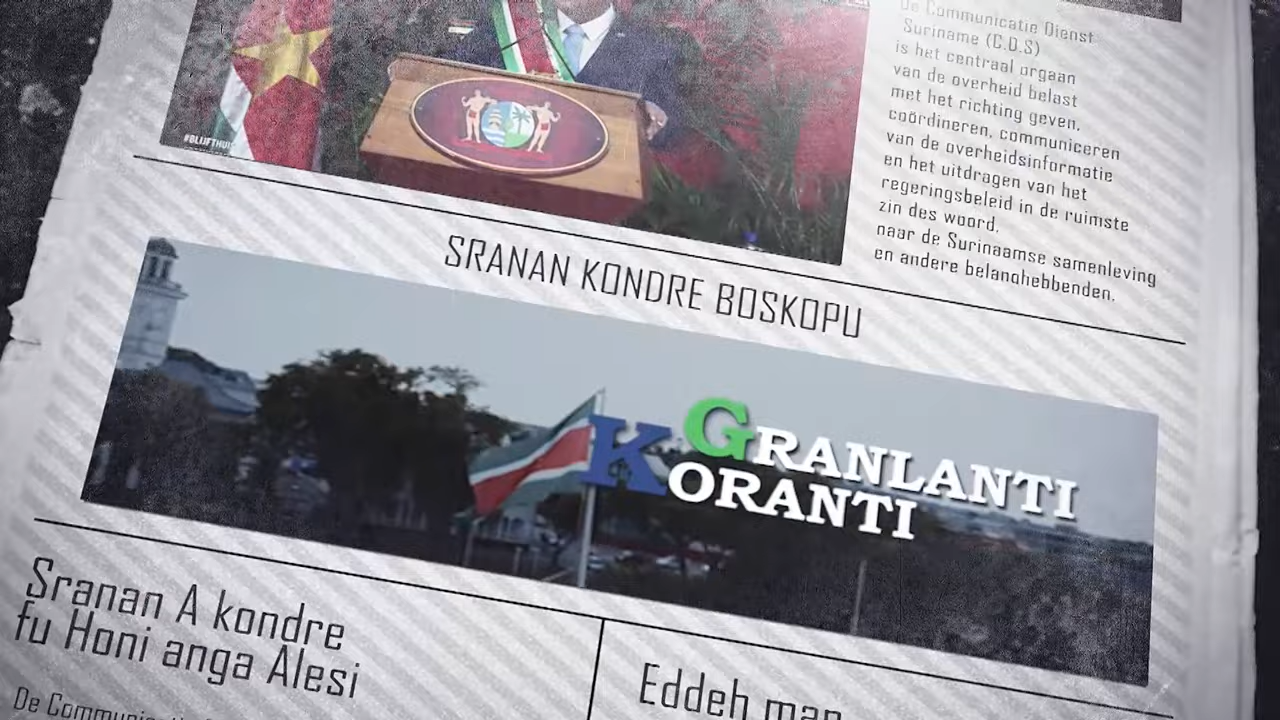 De Communicatie Dienst
Suriname (C.D.S)
is het centraal orgaan
van de overheid belast
met het richting geven,
coördineren, communiceren
van de overheidsinformatie
en het uitdragen van het
regeringsbeleid in de ruimste
zin des woord,
naar de Surinaamse samenleving
en andere belanghebbenden.
#BLIJFTHUIS
SRANAN KONDRE BOSKOPU
GRANLANTI
KORANTI
Sranan A kondre
fu Honi anga Alesi
De
Eddeh man